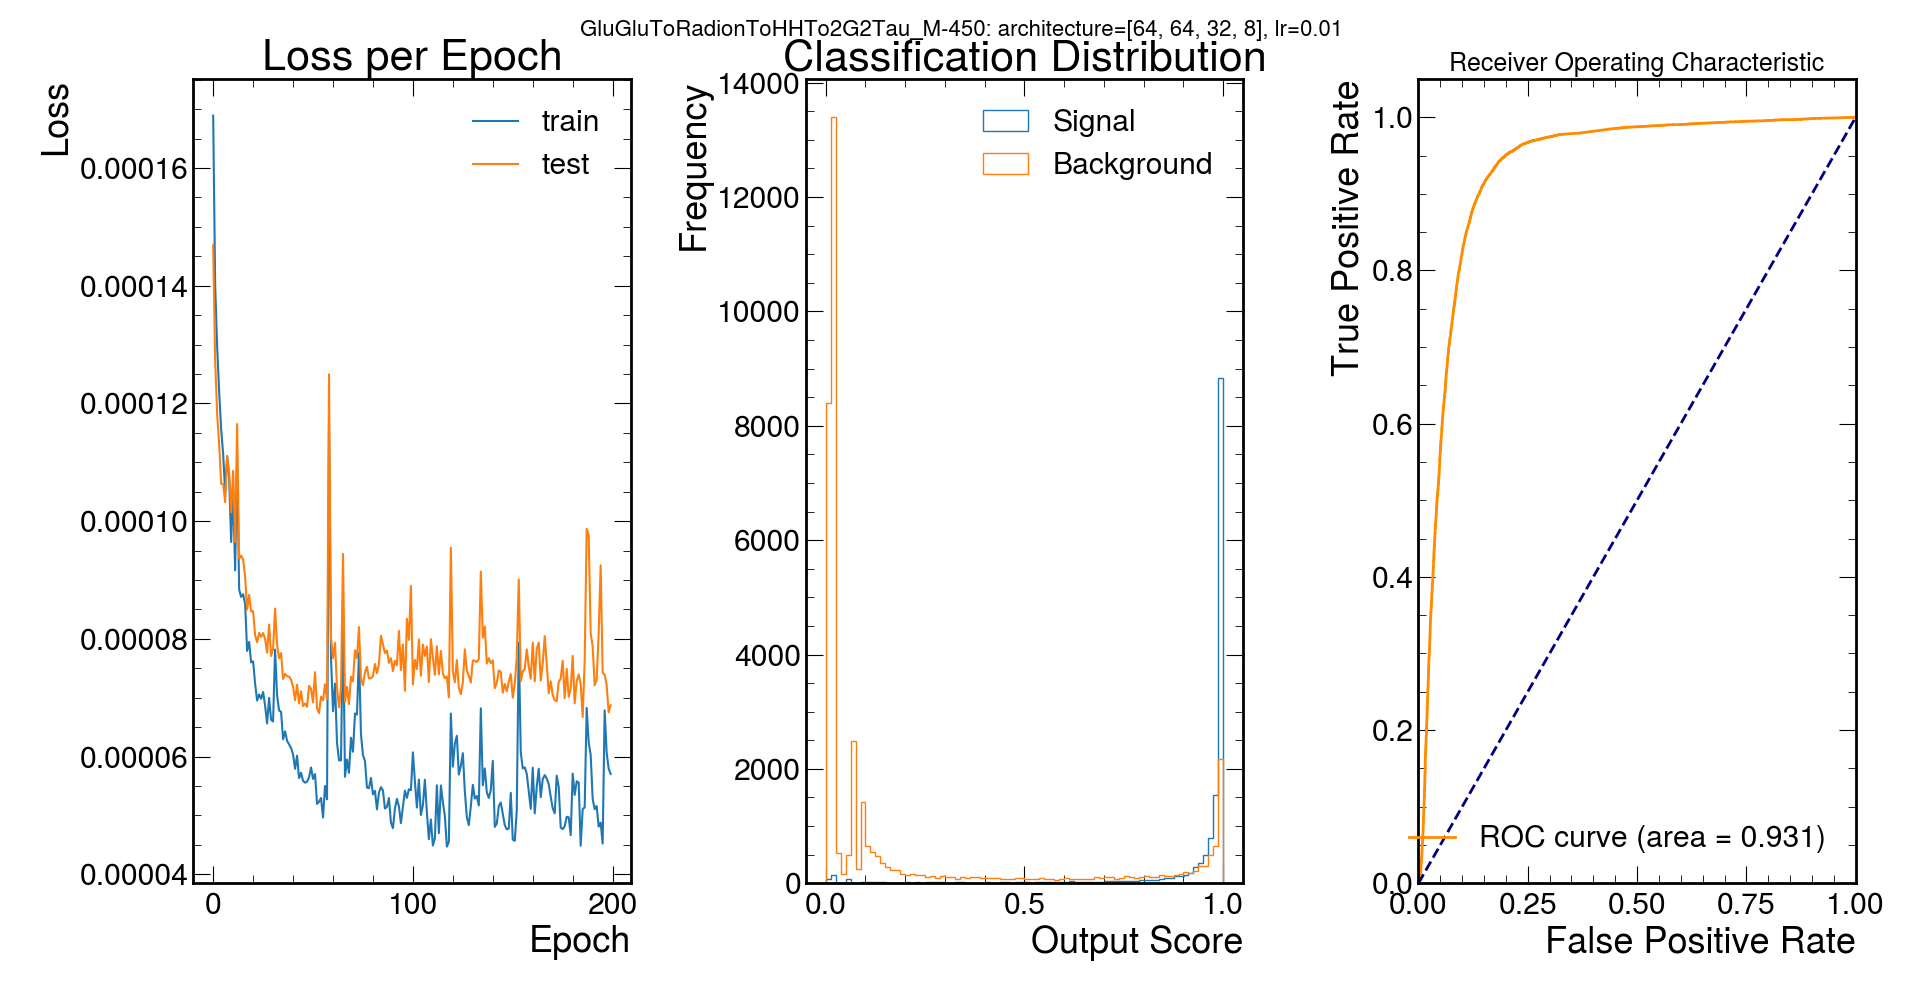 GluGluToRadionToHHTo2G2Tau_M-450: architecture=[64, 64, 32, 8], lr=0.01
Loss per Epoch
Loss
train
test
0.00016
0.00014
0.00012
0.00010
0.00008
0.00006
0.00004
0 100 200
Epoch
Classification Distribution
Frequency
Signal
Background
14000
12000
10000
8000
6000
4000
2000
0
0.0 0.5 1.0
Output Score
Receiver Operating Characteristic
True Positive Rate
1.0
0.8
0.6
0.4
0.2
0.0
ROC curve (area = 0.931)
0.00 0.25 0.50 0.75 1.00
False Positive Rate